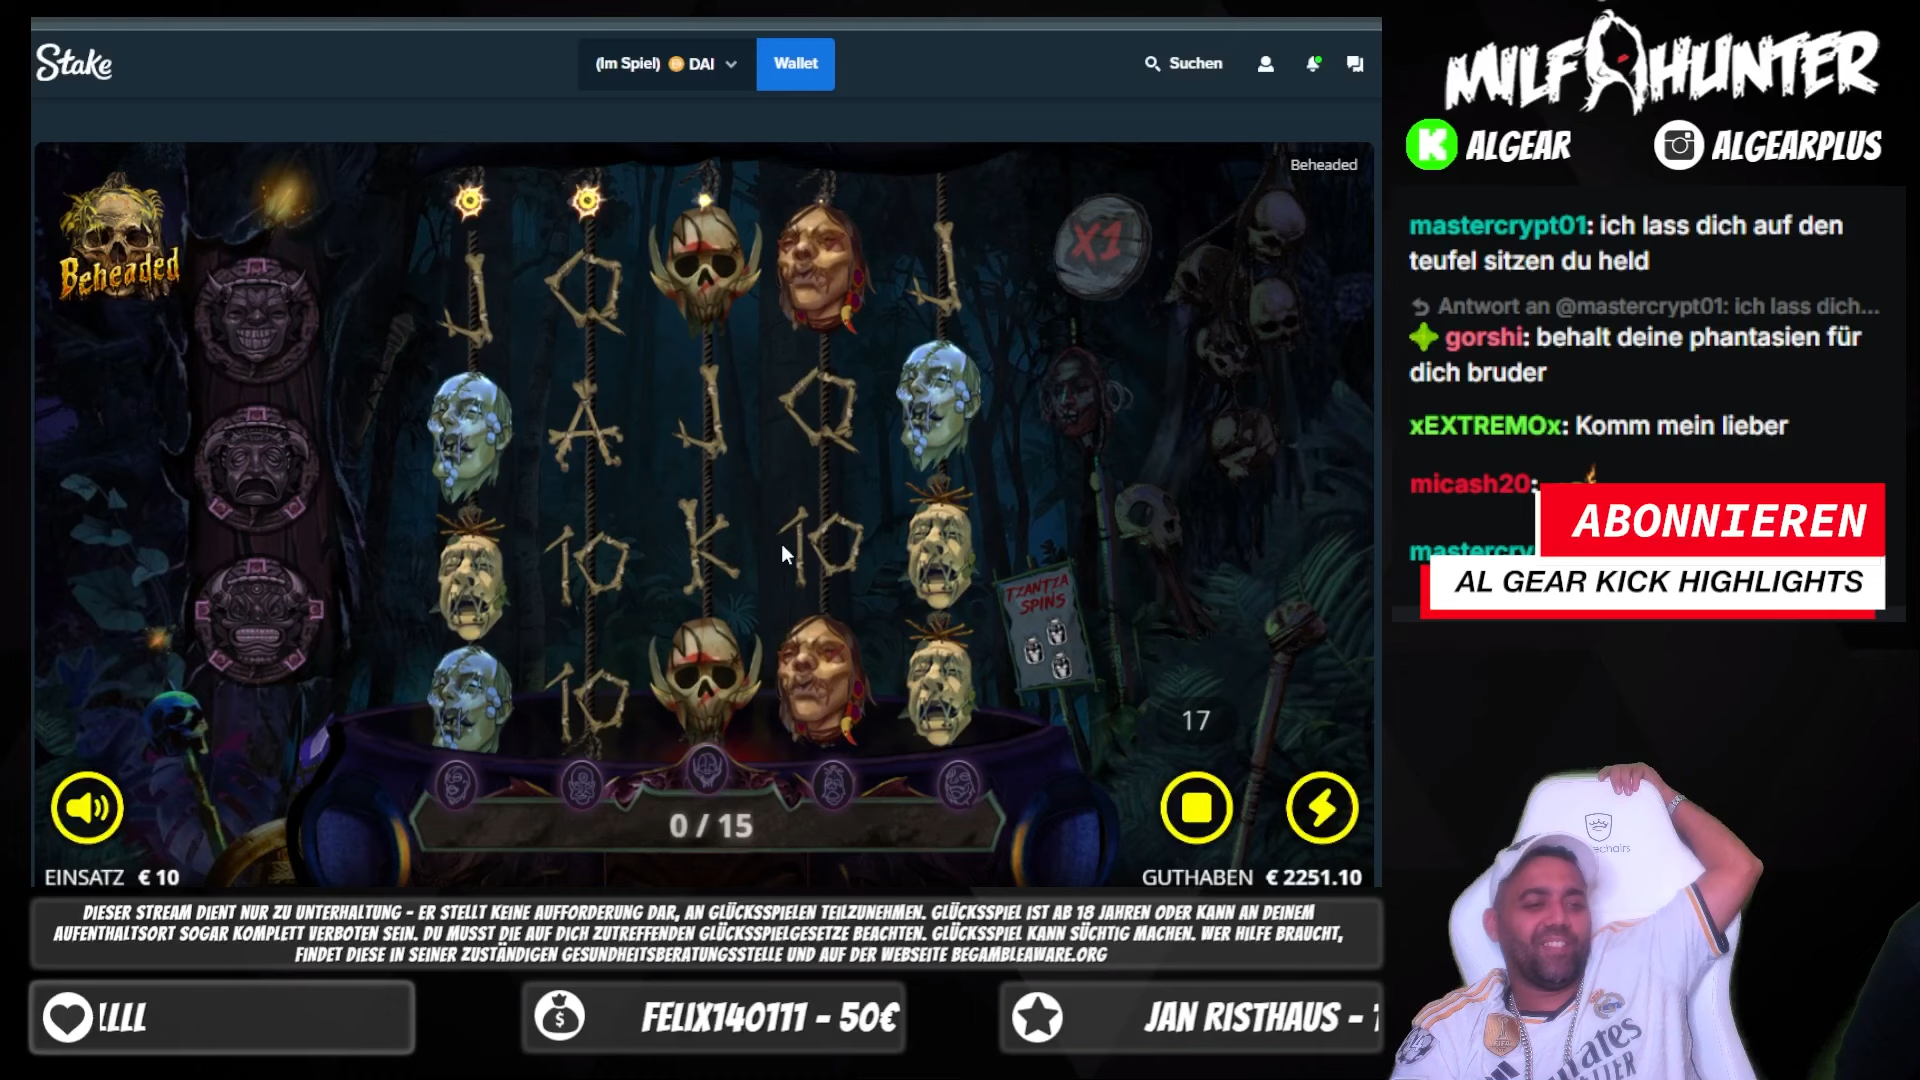 Stake
(Im Spiel) DAI
Wallet
Suchen
Beheaded
Beheaded
X1
J Q J
A J Q
10 K 10
10
TZANTZA
SPINS
17
0 / 15
EINSATZ € 10
GUTHABEN € 2251.10
MILF HUNTER
K ALGEAR
ALGEARPLUS
mastercrypt01: ich lass dich auf den
teufel sitzen du held
Antwort an @mastercrypt01: ich lass dich...
gorshi: behalt deine phantasien für
dich bruder
xEXTREMOx: Komm mein lieber
micash20:
ABONNIEREN
AL GEAR KICK HIGHLIGHTS
DIESER STREAM DIENT NUR ZU UNTERHALTUNG - ER STELLT KEINE AUFFORDERUNG DAR, AN GLÜCKSSPIELEN TEILZUNEHMEN. GLÜCKSSPIEL IST AB 18 JAHREN ODER KANN AN DEINEM
AUFENTHALTSORT SOGAR KOMPLETT VERBOTEN SEIN. DU MUSST DIE AUF DICH ZUTREFFENDEN GLÜCKSSPIELGESETZE BEACHTEN. GLÜCKSSPIEL KANN SÜCHTIG MACHEN. WER HILFE BRAUCHT,
FINDET DIESE IN SEINER ZUSTÄNDIGEN GESUNDHEITSBERATUNGSSTELLE UND AUF DER WEBSEITE BEGAMBLEAWARE.ORG
FELIX140111 - 50€
JAN RISTHAUS -